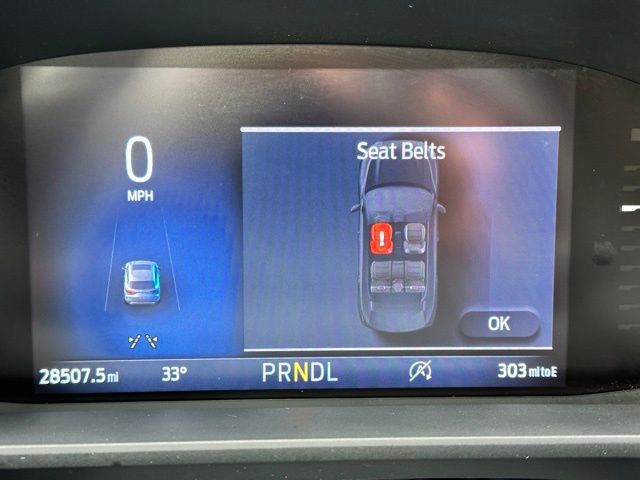 Seat Belts
0
MPH
OK
28507.5 mi 33° PRNDL 303 mi to E